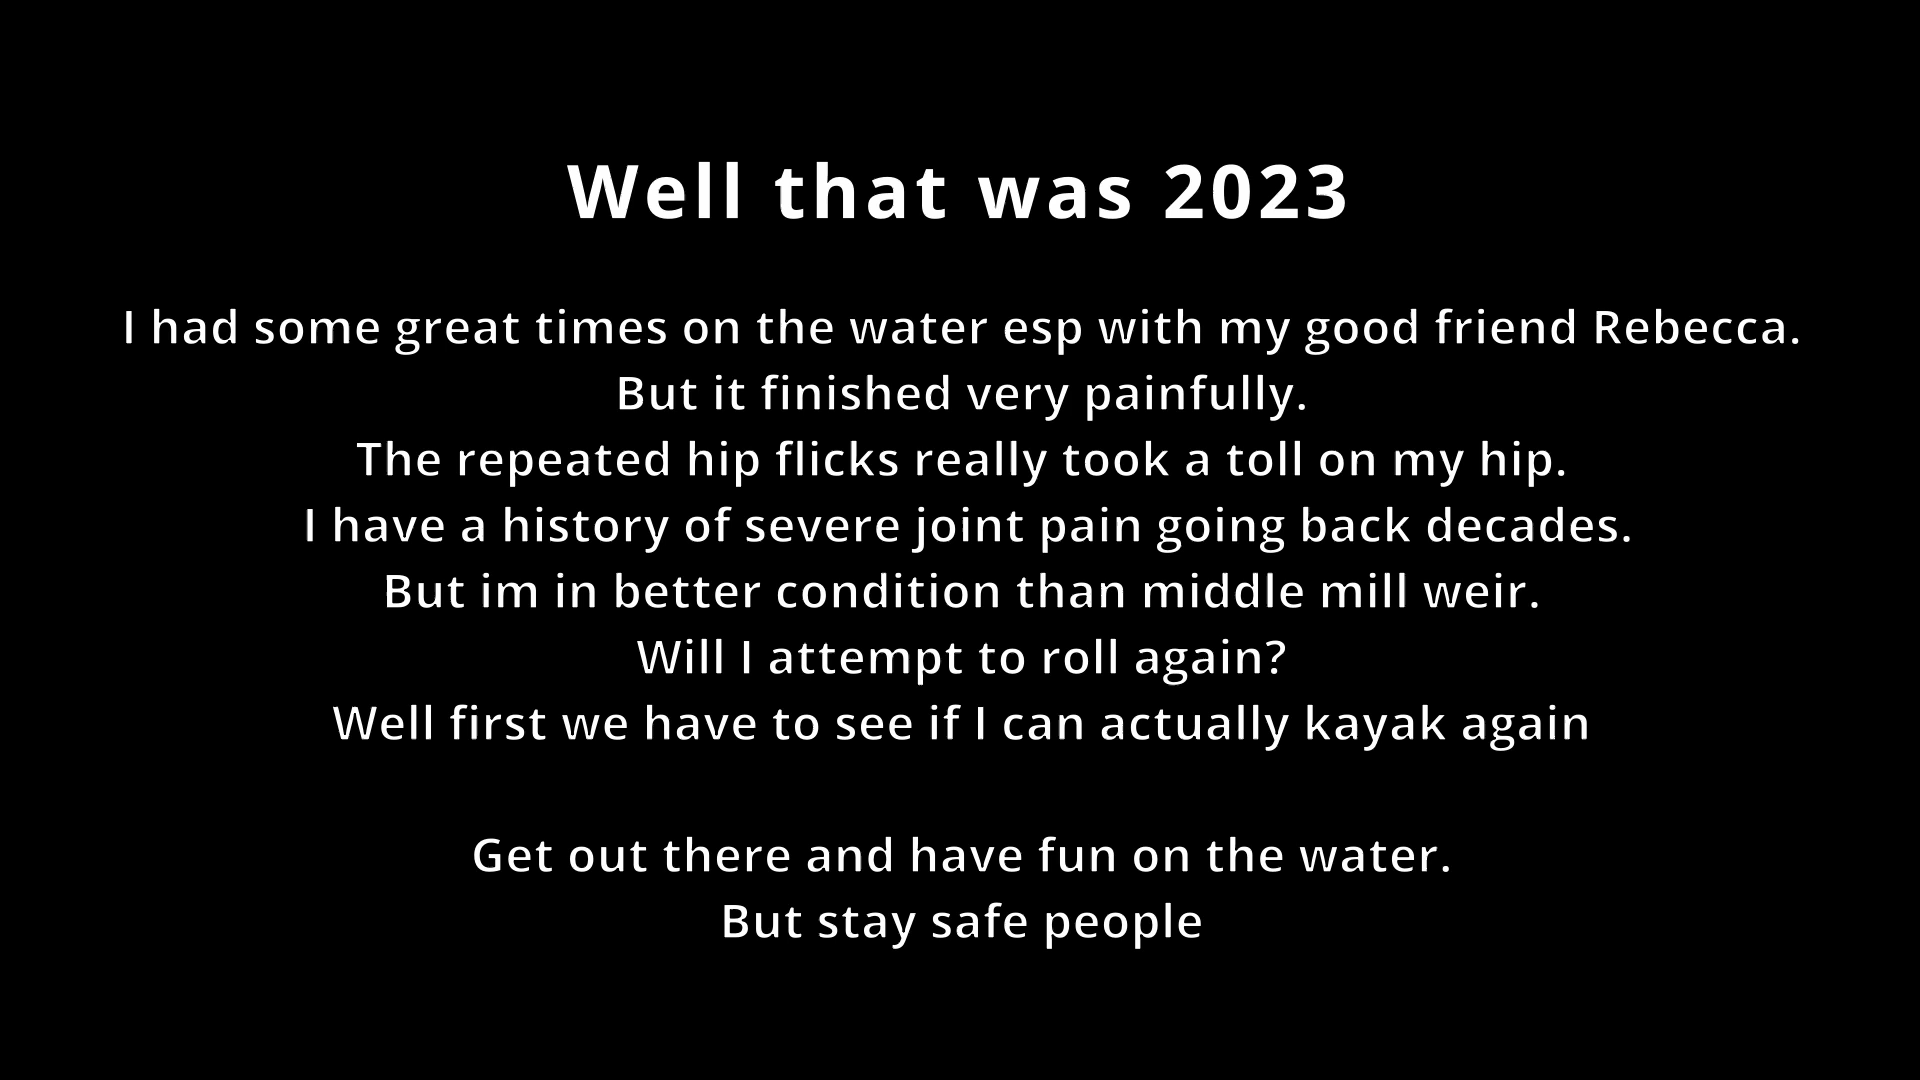 Well that was 2023
I had some great times on the water esp with my good friend Rebecca.
But it finished very painfully.
The repeated hip flicks really took a toll on my hip.
I have a history of severe joint pain going back decades.
But im in better condition than middle mill weir.
Will I attempt to roll again?
Well first we have to see if I can actually kayak again
Get out there and have fun on the water.
But stay safe people